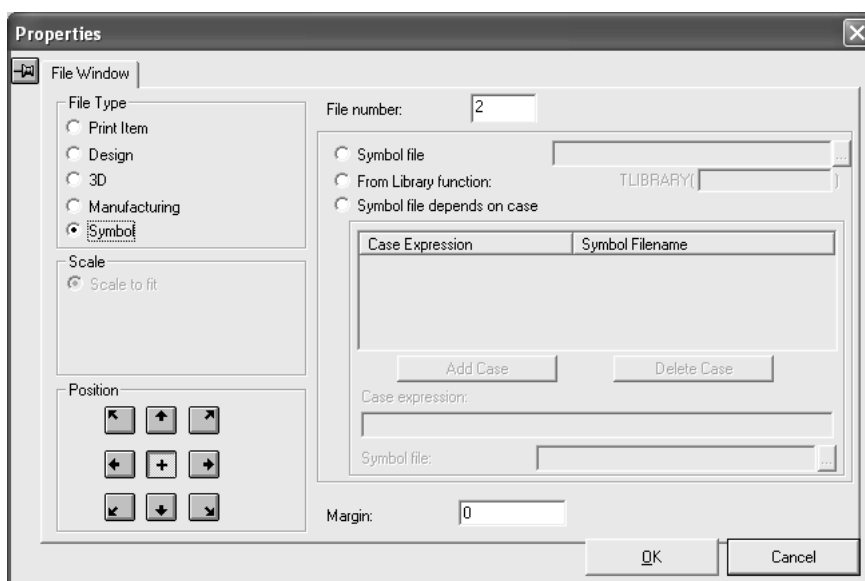 Properties
File Window
File Type
Print Item
Design
3D
Manufacturing
Symbol
Scale
Scale to fit
Position
File number: 2
Symbol file ...
From Library function: TLIBRARY( )
Symbol file depends on case
Case Expression Symbol Filename
Add Case Delete Case
Case expression:
Symbol file: ...
Margin: 0
OK Cancel